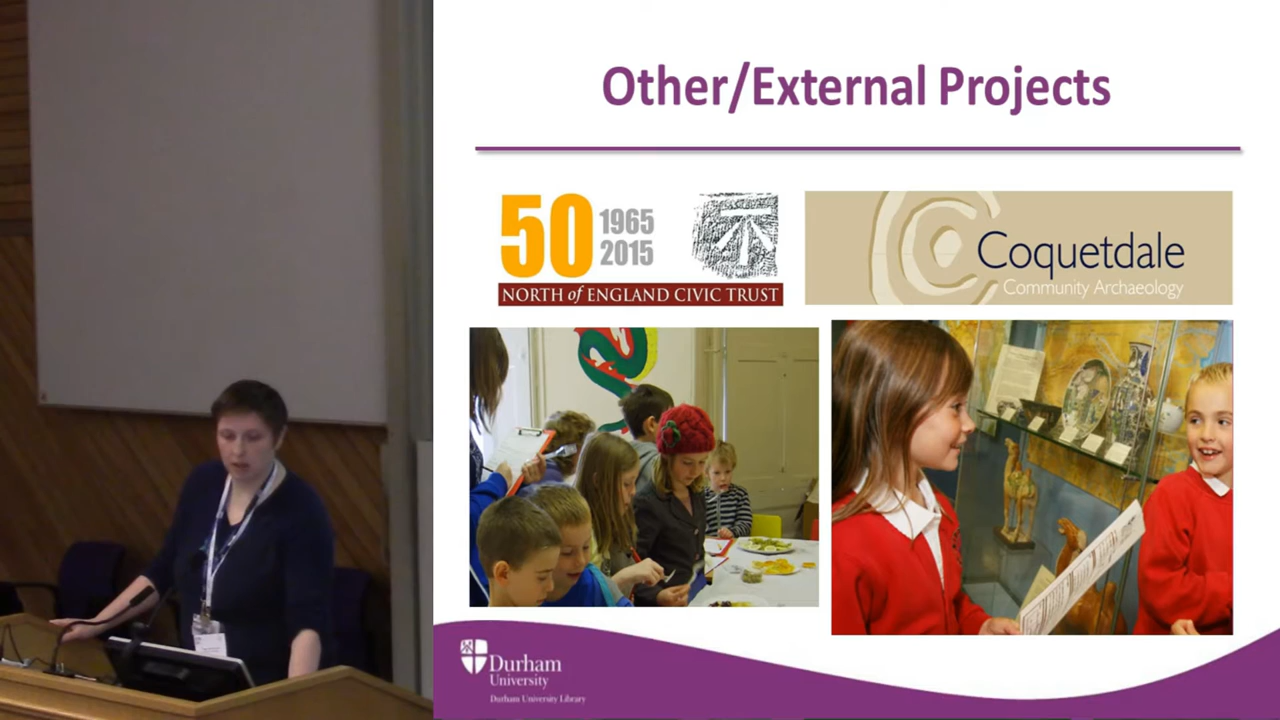 Other/External Projects
50 1965
2015
NORTH of ENGLAND CIVIC TRUST
Coquetdale
Community Archaeology
Durham
University
Durham University Library